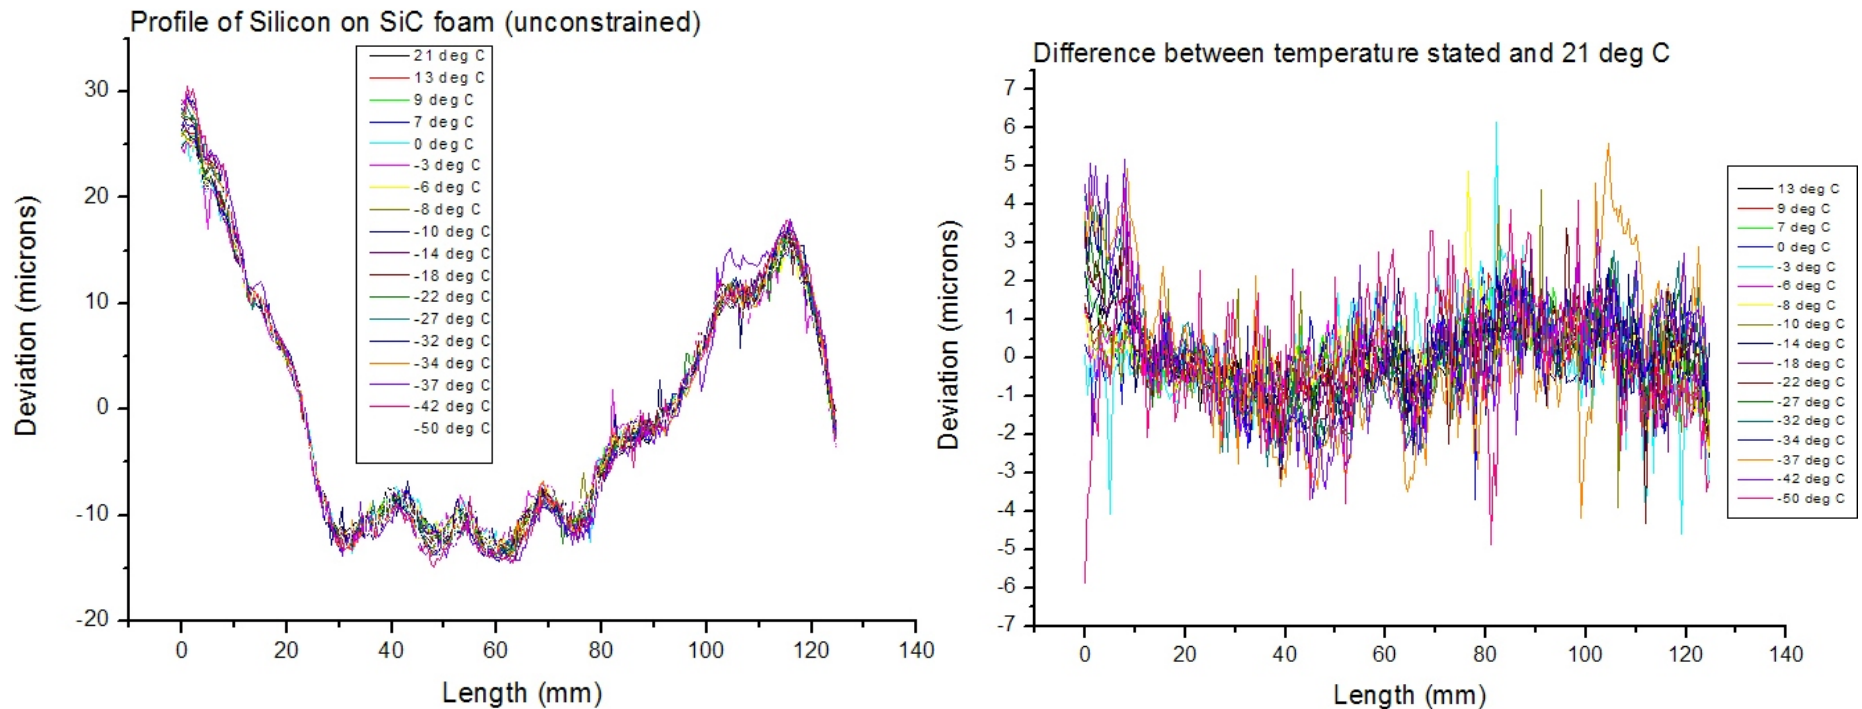 Profile of Silicon on SiC foam (unconstrained)
21 deg C
13 deg C
9 deg C
7 deg C
0 deg C
-3 deg C
-6 deg C
-8 deg C
-10 deg C
-14 deg C
-18 deg C
-22 deg C
-27 deg C
-32 deg C
-34 deg C
-37 deg C
-42 deg C
-50 deg C
Deviation (microns)
30
20
10
0
-10
-20
0 20 40 60 80 100 120 140
Length (mm)
Difference between temperature stated and 21 deg C
13 deg C
9 deg C
7 deg C
0 deg C
-3 deg C
-6 deg C
-8 deg C
-10 deg C
-14 deg C
-18 deg C
-22 deg C
-27 deg C
-32 deg C
-34 deg C
-37 deg C
-42 deg C
-50 deg C
Deviation (microns)
7
6
5
4
3
2
1
0
-1
-2
-3
-4
-5
-6
-7
0 20 40 60 80 100 120 140
Length (mm)